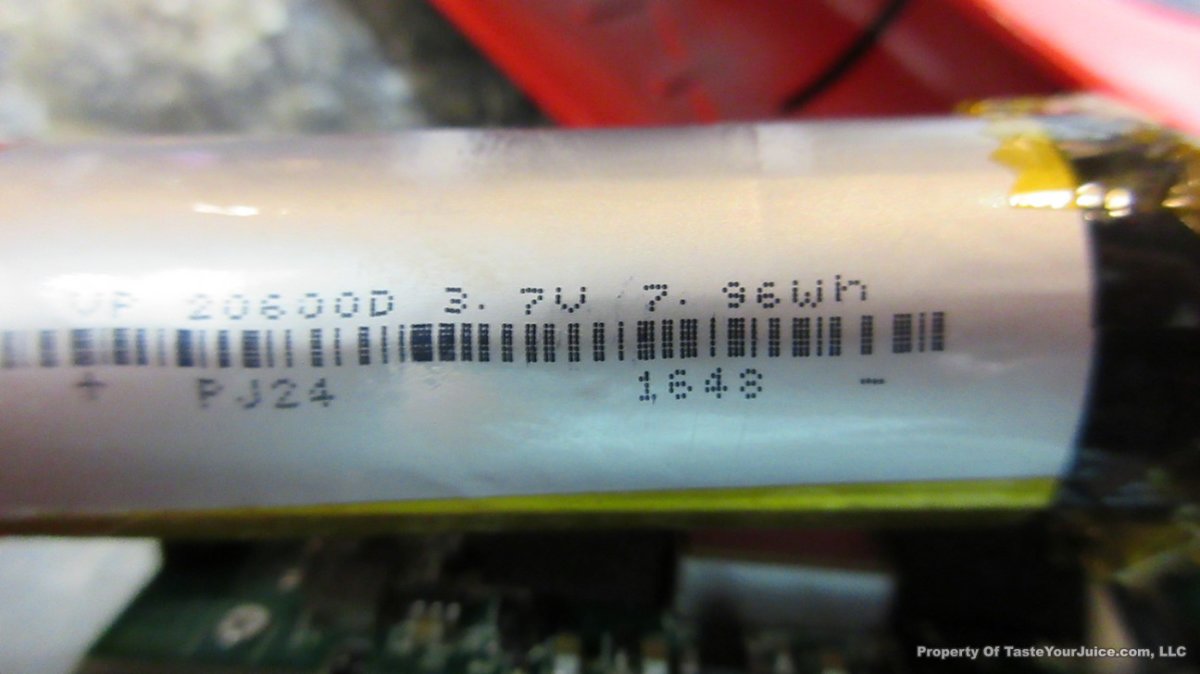 VP 20600D 3.7V 7.96Wh
+ PJ24 1648 -
Property Of TasteYourJuice.com, LLC